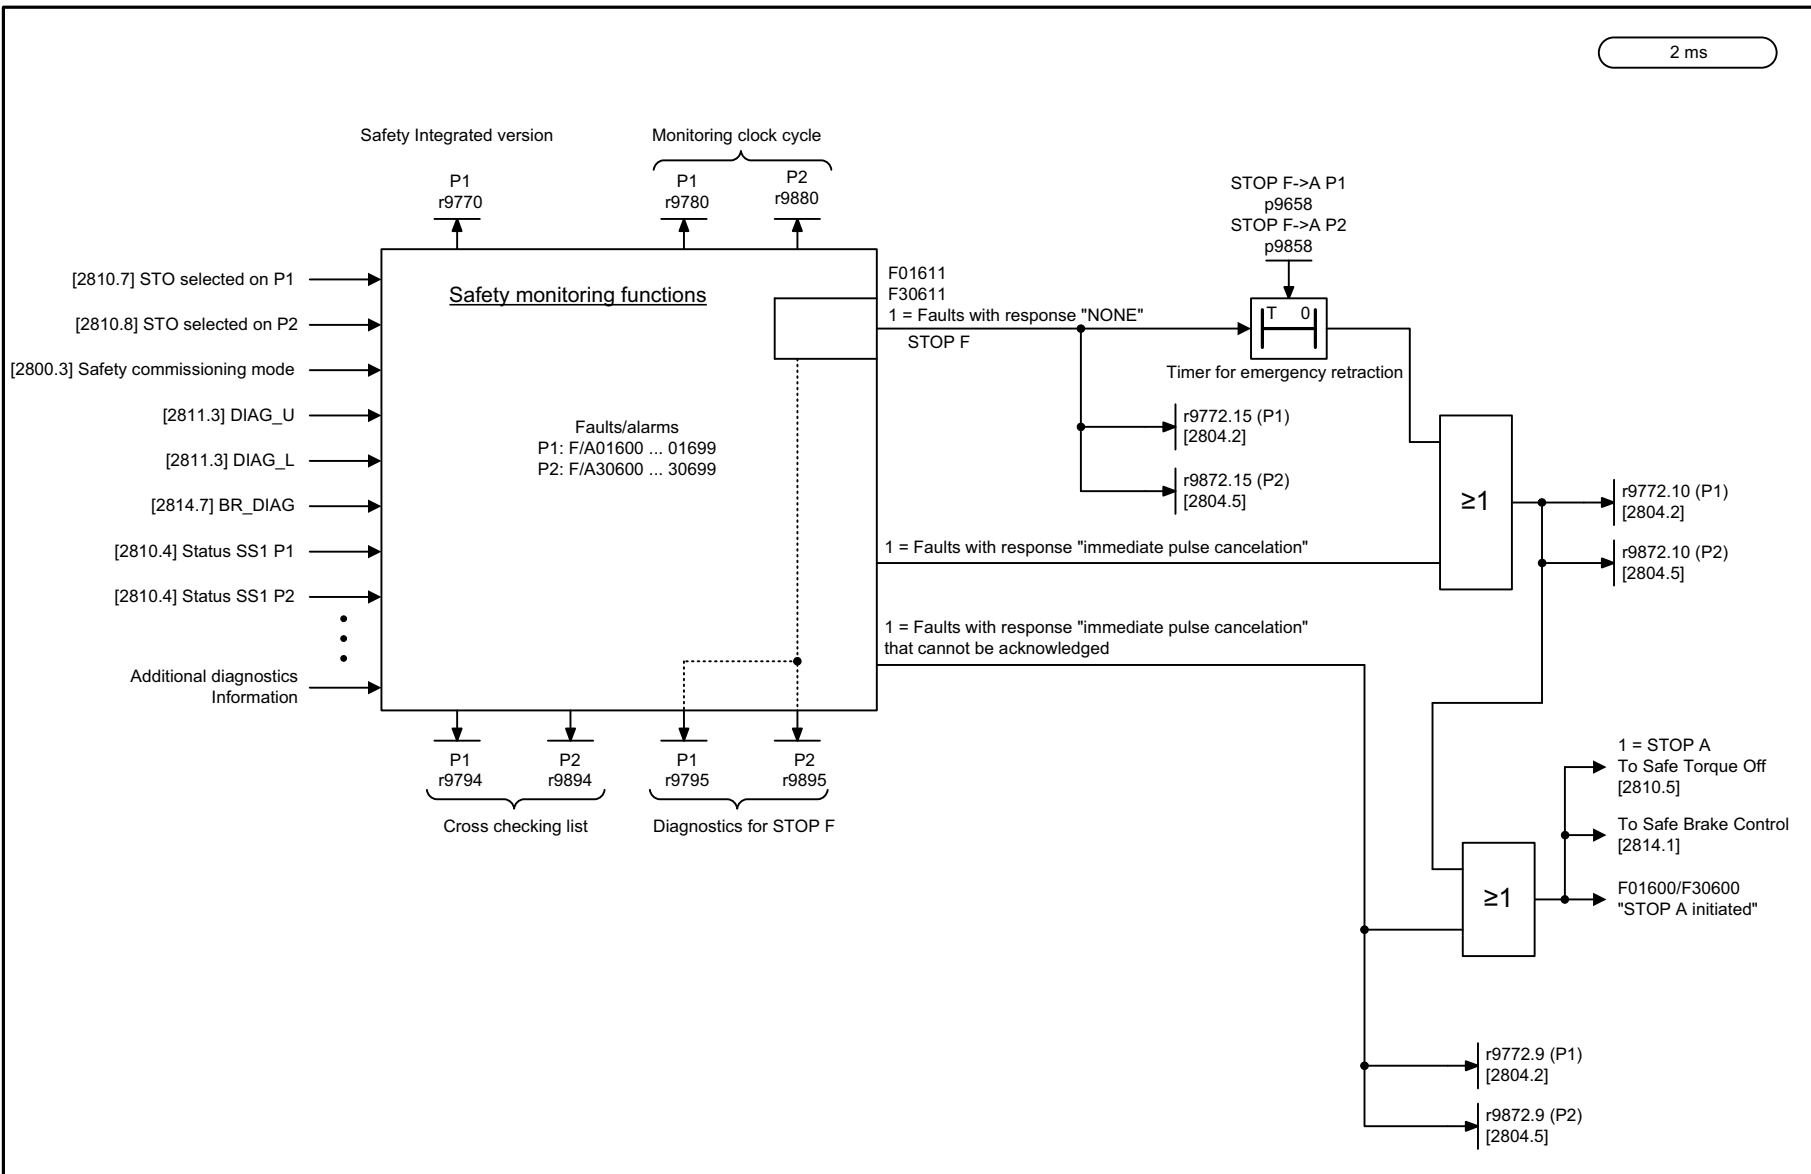 2 ms
Safety Integrated version
Monitoring clock cycle
P1
r9770
P1
r9780
P2
r9880
STOP F->A P1
p9658
STOP F->A P2
p9858
[2810.7] STO selected on P1
[2810.8] STO selected on P2
[2800.3] Safety commissioning mode
[2811.3] DIAG_U
[2811.3] DIAG_L
[2814.7] BR_DIAG
[2810.4] Status SS1 P1
[2810.4] Status SS1 P2
Additional diagnostics
Information
Safety monitoring functions
Faults/alarms
P1: F/A01600 ... 01699
P2: F/A30600 ... 30699
F01611
F30611
1 = Faults with response "NONE"
STOP F
T 0
Timer for emergency retraction
r9772.15 (P1)
[2804.2]
r9872.15 (P2)
[2804.5]
1 = Faults with response "immediate pulse cancelation"
≥1
r9772.10 (P1)
[2804.2]
r9872.10 (P2)
[2804.5]
1 = Faults with response "immediate pulse cancelation"
that cannot be acknowledged
P1
r9794
P2
r9894
Cross checking list
P1
r9795
P2
r9895
Diagnostics for STOP F
≥1
1 = STOP A
To Safe Torque Off
[2810.5]
To Safe Brake Control
[2814.1]
F01600/F30600
"STOP A initiated"
r9772.9 (P1)
[2804.2]
r9872.9 (P2)
[2804.5]